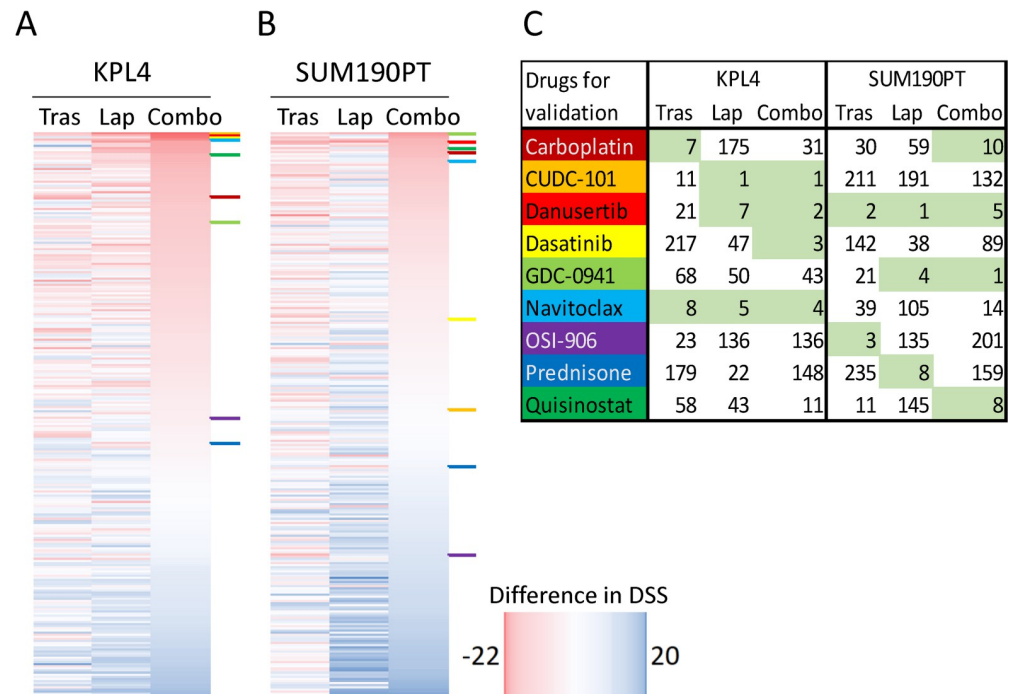 A
KPL4
Tras Lap Combo
B
SUM190PT
Tras Lap Combo
C
Drugs for validation KPL4 SUM190PT
Tras Lap Combo Tras Lap Combo
Carboplatin 7 175 31 30 59 10
CUDC-101 11 1 1 211 191 132
Danusertib 21 7 2 2 1 5
Dasatinib 217 47 3 142 38 89
GDC-0941 68 50 43 21 4 1
Navitoclax 8 5 4 39 105 14
OSI-906 23 136 136 3 135 201
Prednisone 179 22 148 235 8 159
Quisinostat 58 43 11 11 145 8
Difference in DSS
-22 20